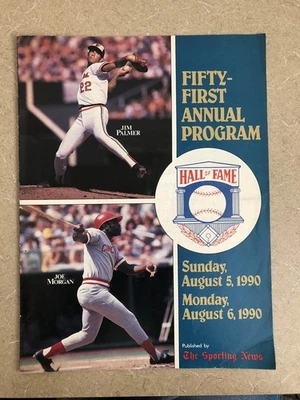 FIFTY-
FIRST
ANNUAL
PROGRAM
22
JIM
PALMER
HALL OF FAME
JOE
MORGAN
Sunday,
August 5, 1990
Monday,
August 6, 1990
Published by
The Sporting News